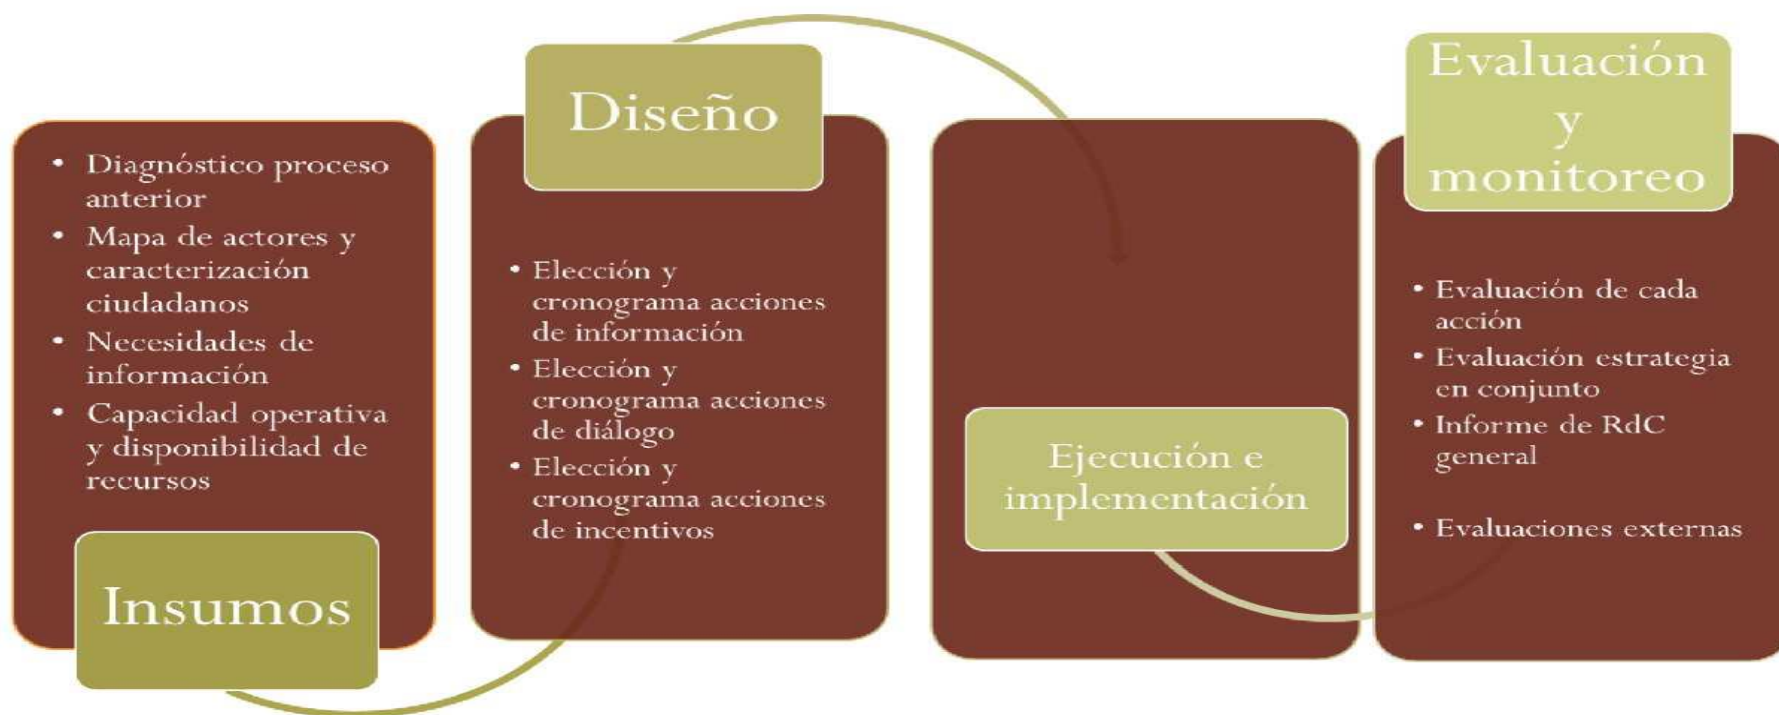 • Diagnóstico proceso
anterior
• Mapa de actores y
caracterización
ciudadanos
• Necesidades de
información
• Capacidad operativa
y disponibilidad de
recursos
Insumos
Diseño
• Elección y
cronograma acciones
de información
• Elección y
cronograma acciones
de diálogo
• Elección y
cronograma acciones
de incentivos
Ejecución e
implementación
Evaluación
y
monitoreo
• Evaluación de cada
acción
• Evaluación estrategia
en conjunto
• Informe de RdC
general
• Evaluaciones externas